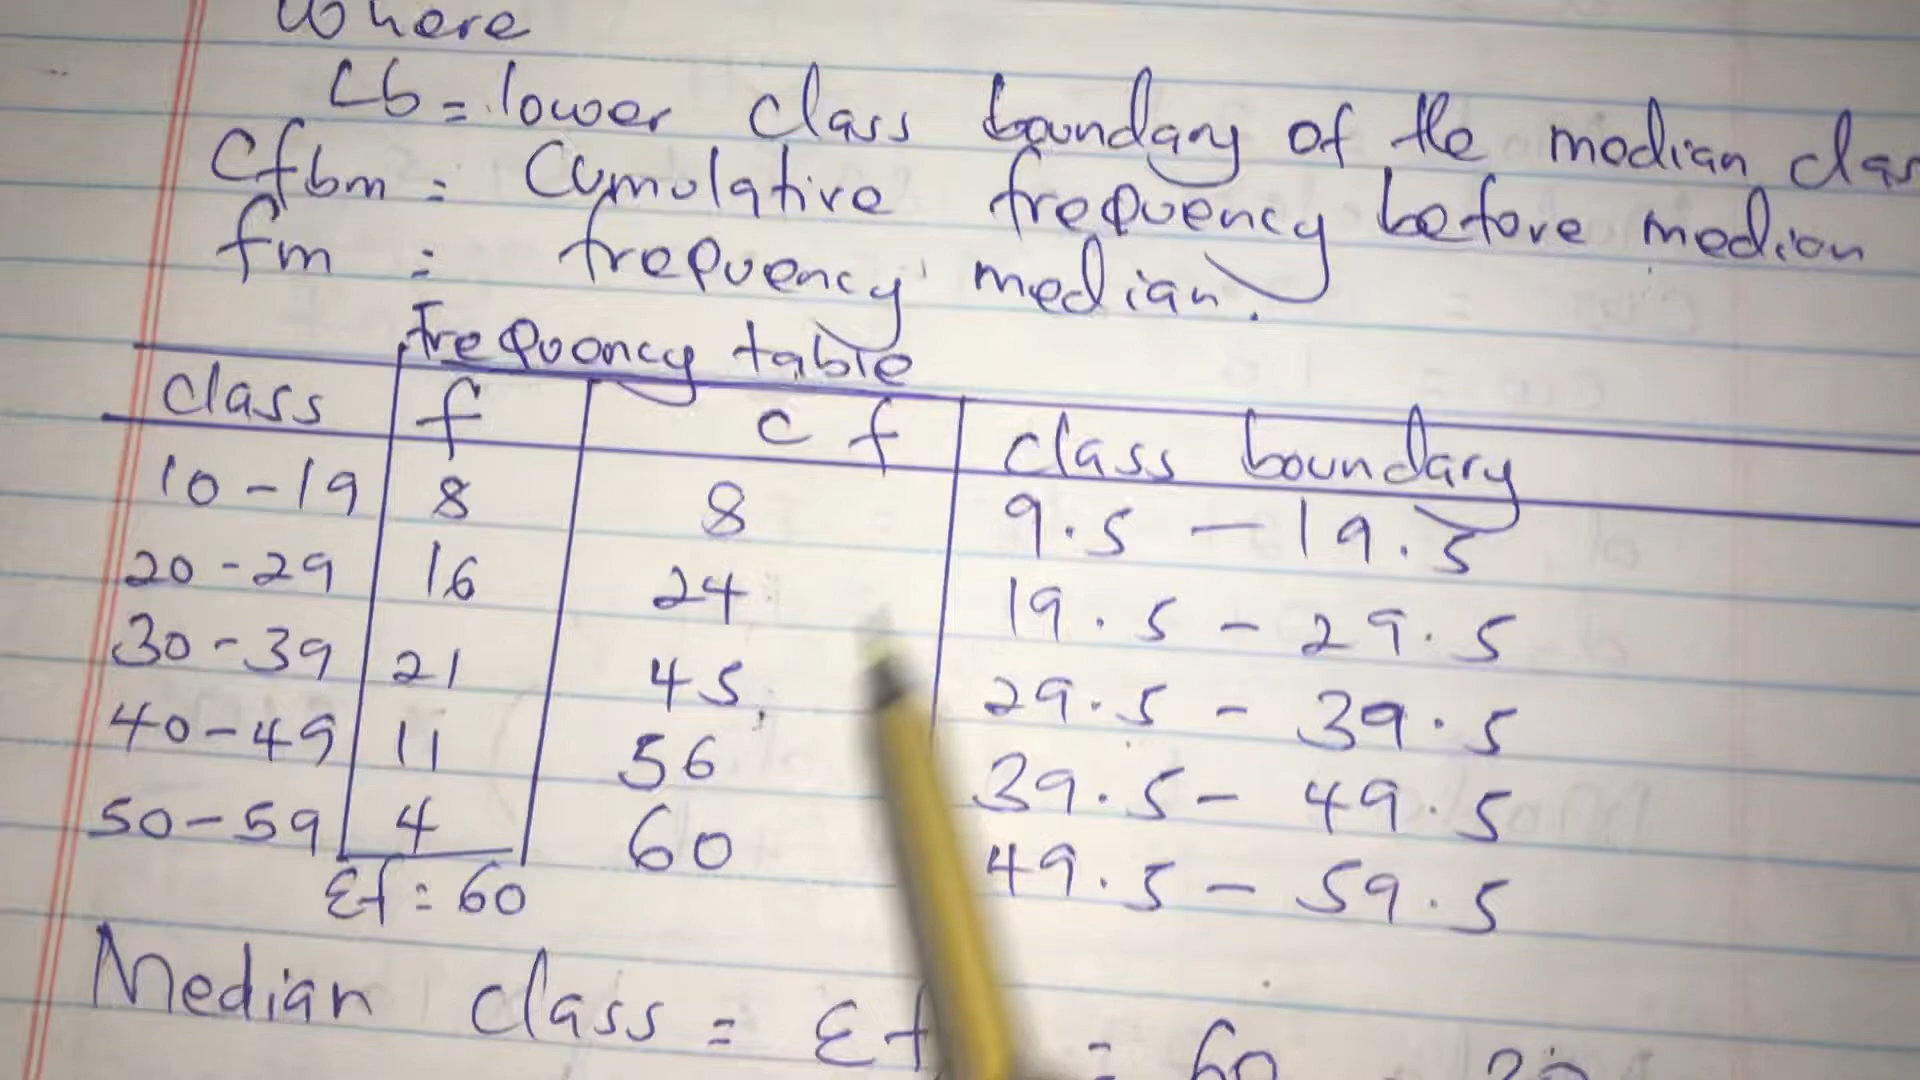 Where
Lb = lower class boundary of the median clas
Cfbm = Cumulative frequency before median
fm = frequency median.
Frequency table
class f cf class boundary
10-19 8 8 9.5 - 19.5
20-29 16 24 19.5 - 29.5
30-39 21 45 29.5 - 39.5
40-49 11 56 39.5 - 49.5
50-59 4 60 49.5 - 59.5
Σf = 60
Median class = Σf = 60